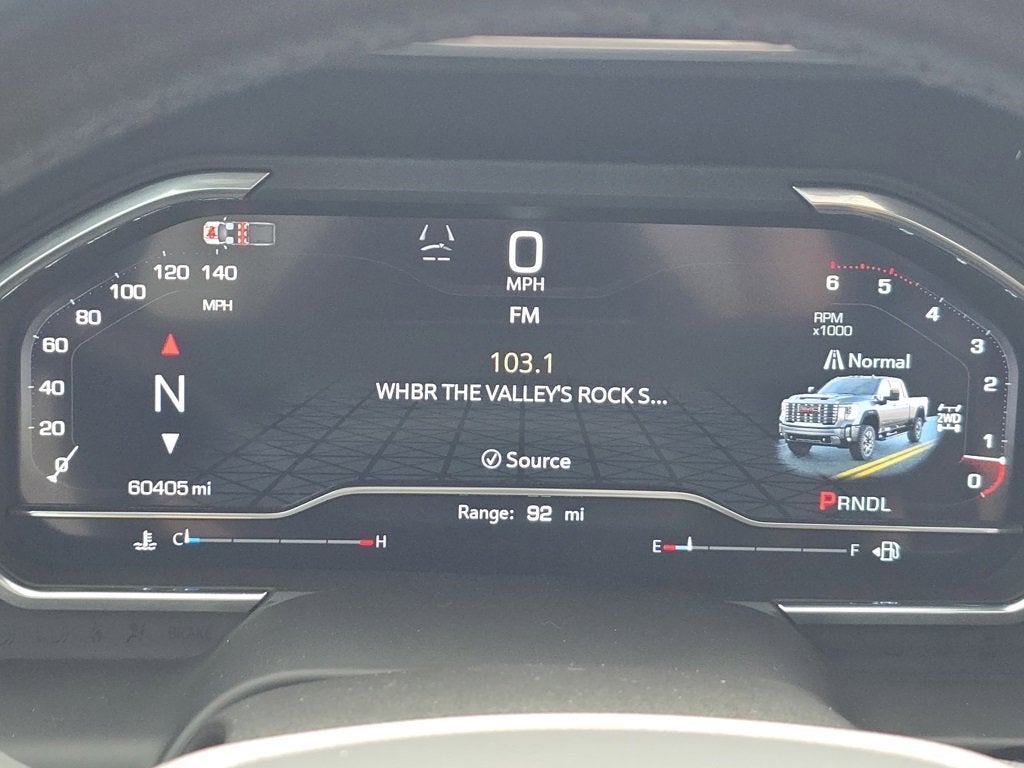 0
MPH
FM
103.1
WHBR THE VALLEY'S ROCK S...
Source
120 140
100
80
60
40
20
0
MPH
N
60405 mi
6 5
4
3
2
1
0
RPM
x1000
Normal
2WD
PRNDL
Range: 92 mi
C H
E F
BRAKE